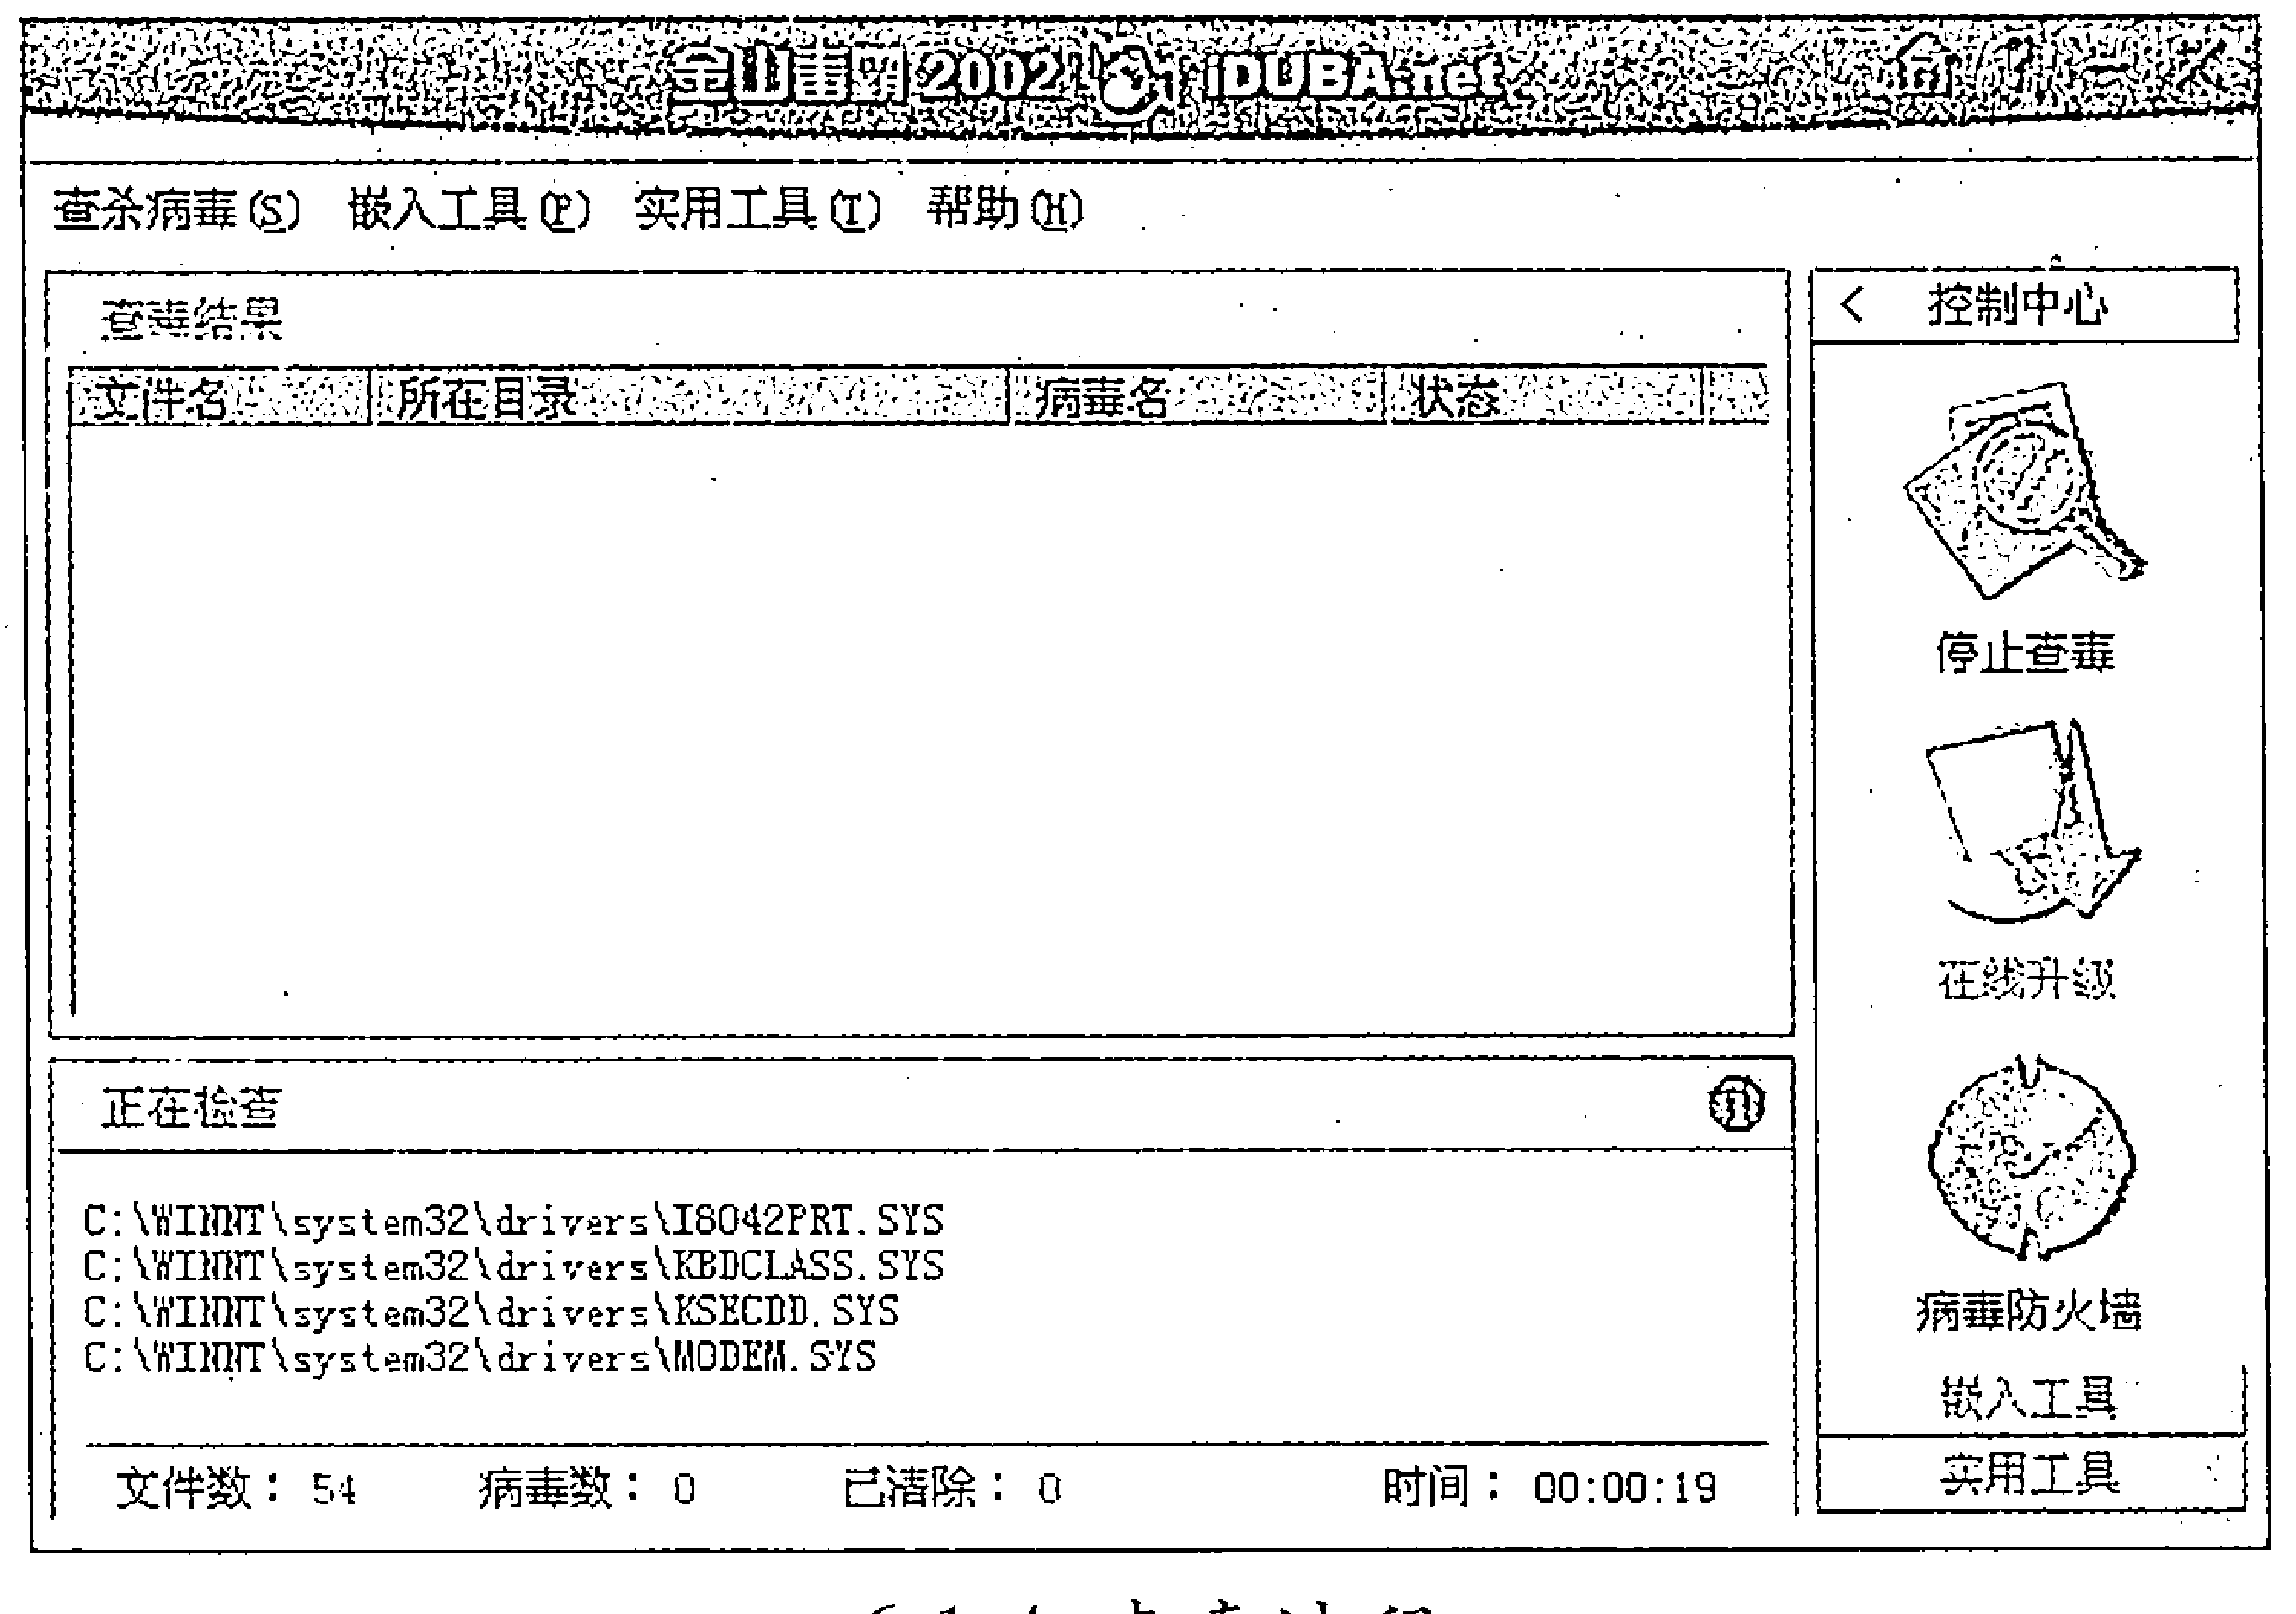 金山毒霸2002 iDUBA.net
查杀病毒(S) 嵌入工具(P) 实用工具(T) 帮助(H)
查毒结果
文件名 所在目录 病毒名 状态
正在检查
C:\WINNT\system32\drivers\I8042PRT.SYS
C:\WINNT\system32\drivers\KBDCLASS.SYS
C:\WINNT\system32\drivers\KSECDD.SYS
C:\WINNT\system32\drivers\MODEM.SYS
文件数：54 病毒数：0 已清除：0 时间：00:00:19
< 控制中心
停止查毒
在线升级
病毒防火墙
嵌入工具
实用工具